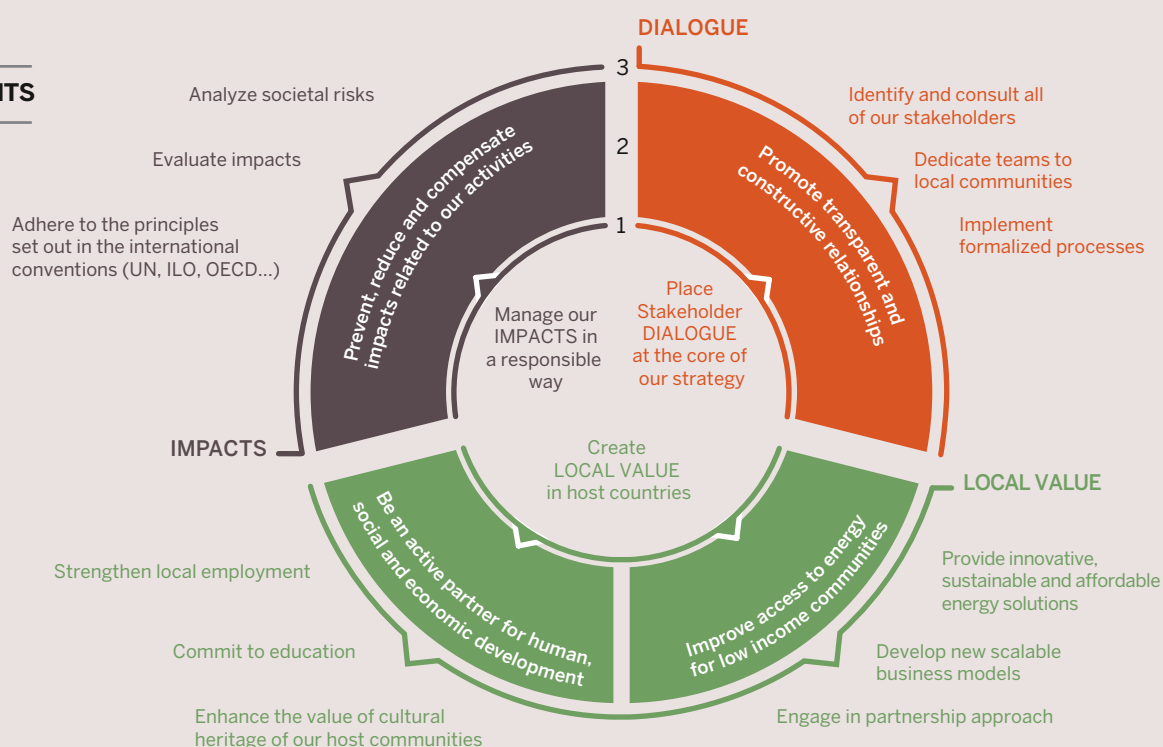 ITS
DIALOGUE
3
2
1
Analyze societal risks
Evaluate impacts
Adhere to the principles
set out in the international
conventions (UN, ILO, OECD...)
IMPACTS
Prevent, reduce and compensate
impacts related to our activities
Manage our
IMPACTS in
a responsible
way
Place
Stakeholder
DIALOGUE
at the core of
our strategy
Promote transparent and
constructive relationships
Identify and consult all
of our stakeholders
Dedicate teams to
local communities
Implement
formalized processes
Create
LOCAL VALUE
in host countries
LOCAL VALUE
Be an active partner for human,
social and economic development
Improve access to energy
for low income communities
Strengthen local employment
Commit to education
Enhance the value of cultural
heritage of our host communities
Provide innovative,
sustainable and affordable
energy solutions
Develop new scalable
business models
Engage in partnership approach